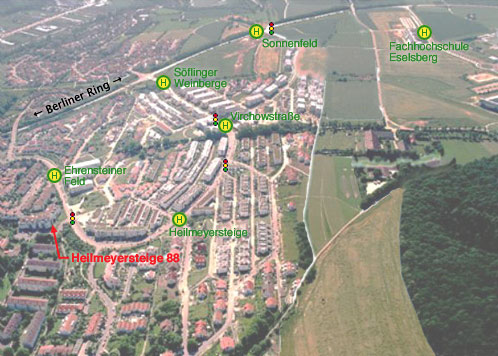 H
H
Sonnenfeld
Fachhochschule
Eselsberg
Söflinger
Weinberge
H
← Berliner Ring →
Virchowstraße
H
Ehrensteiner
Feld
H
H
Heilmeyersteige
Heilmeyersteige 88